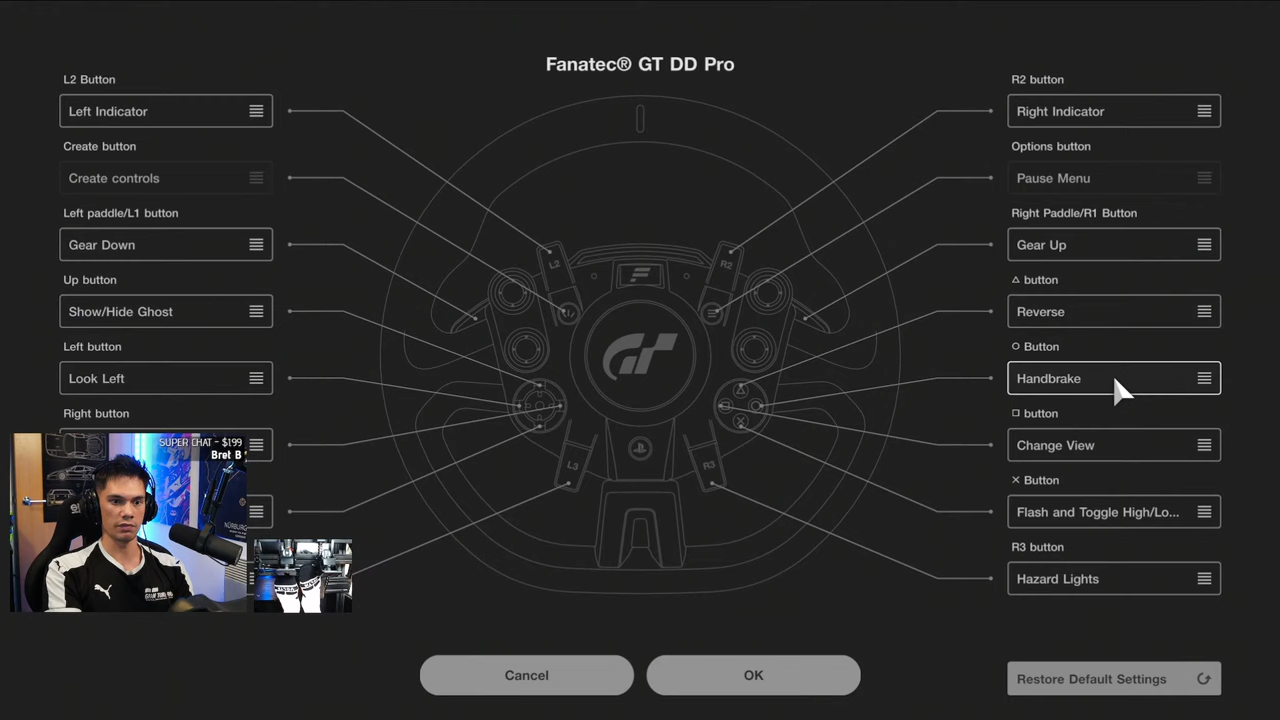 Fanatec® GT DD Pro
L2 Button
Left Indicator
Create button
Create controls
Left paddle/L1 button
Gear Down
Up button
Show/Hide Ghost
Left button
Look Left
Right button
SUPER CHAT - $199
Bret B
R2 button
Right Indicator
Options button
Pause Menu
Right Paddle/R1 Button
Gear Up
△ button
Reverse
○ Button
Handbrake
□ button
Change View
✕ Button
Flash and Toggle High/Lo...
R3 button
Hazard Lights
L2
R2
L3
R3
Cancel
OK
Restore Default Settings